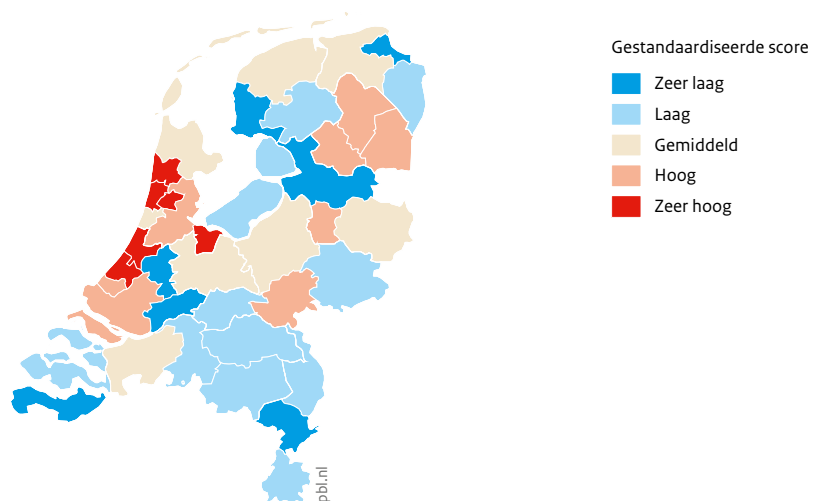 Gestandaardiseerde score
Zeer laag
Laag
Gemiddeld
Hoog
Zeer hoog
pbl.nl